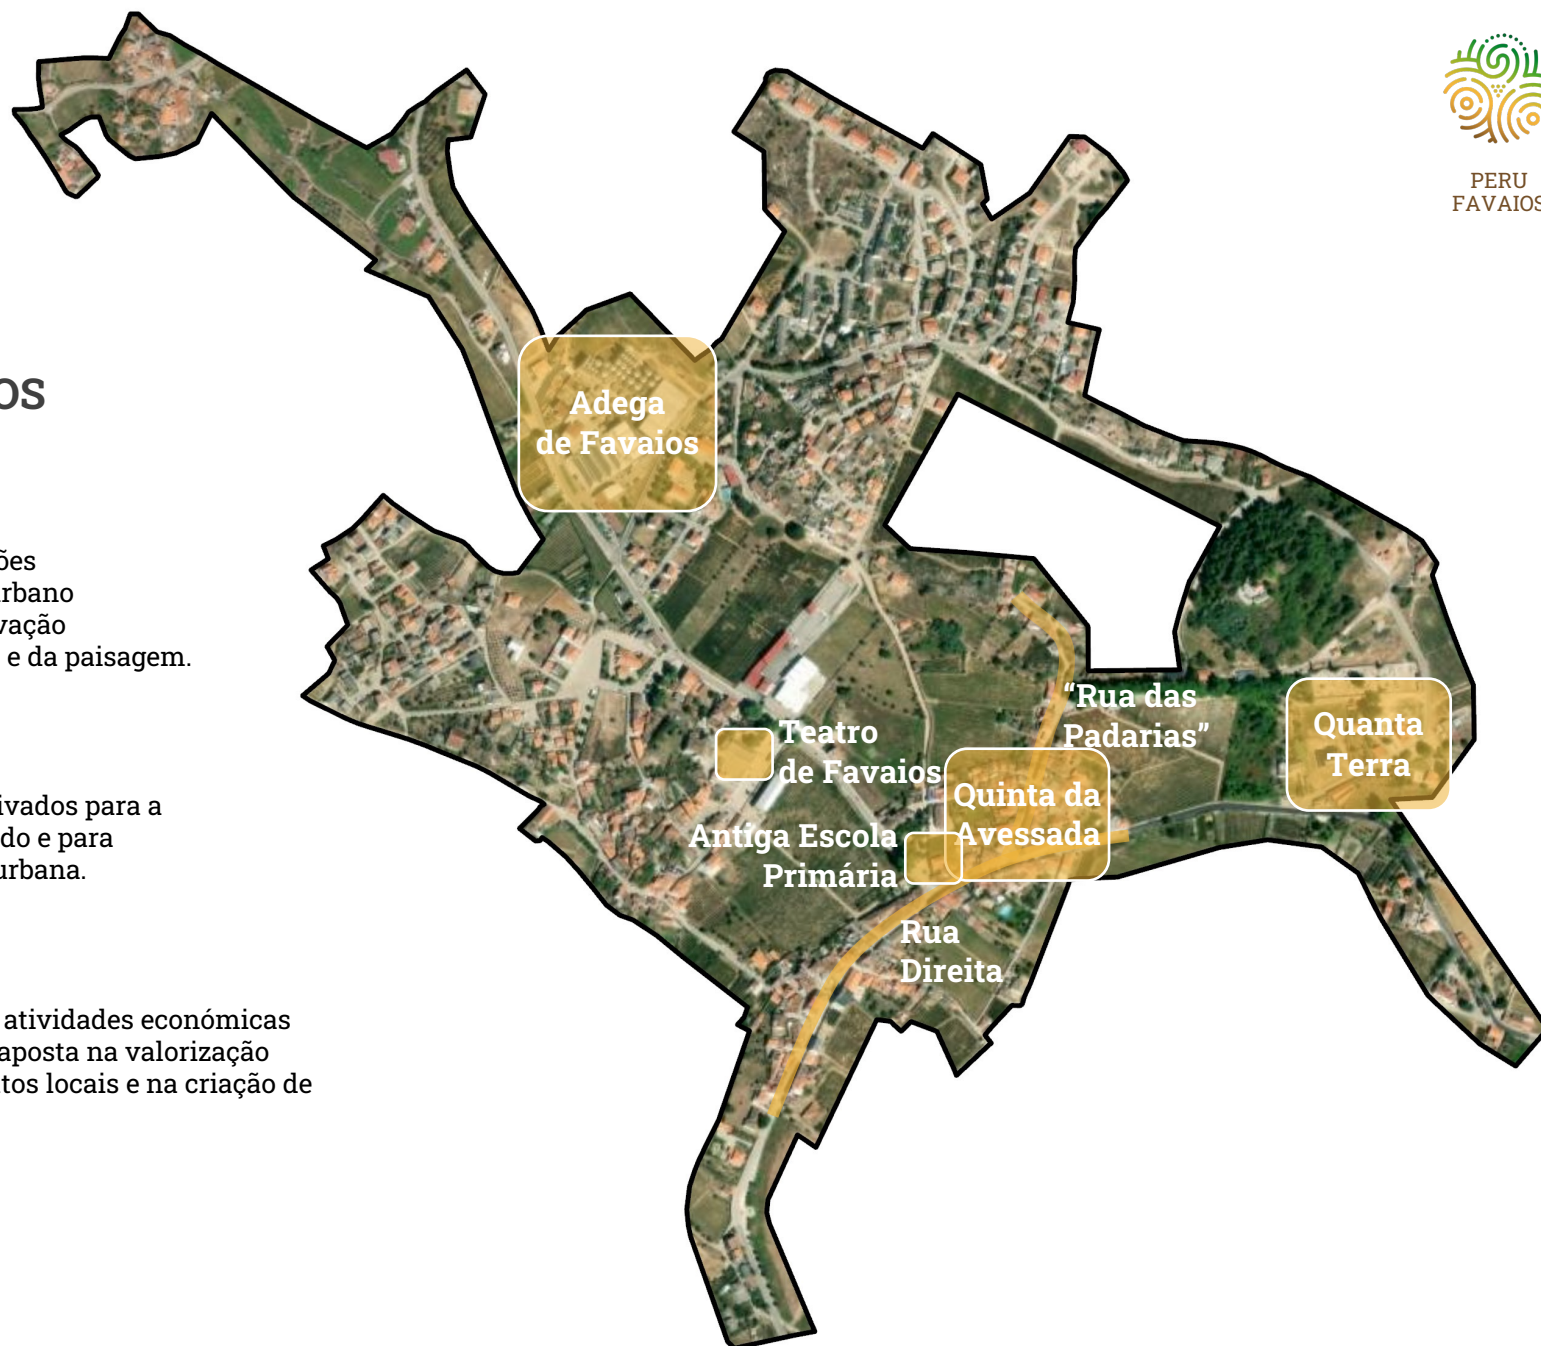 PERU
FAVAIOS
OS
Adega
de Favaios
ões
rbano
vação
e da paisagem.
"Rua das
Padarias"
Quanta
Terra
Teatro
de Favaios
Quinta da
Avessada
ivados para a
do e para
urbana.
Antiga Escola
Primária
Rua
Direita
atividades económicas
aposta na valorização
tos locais e na criação de